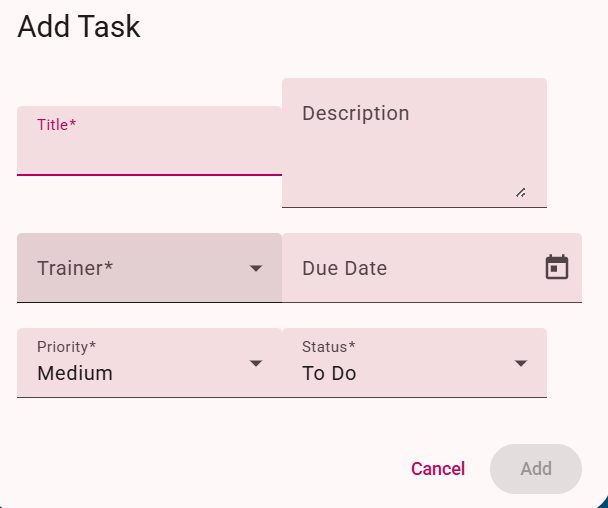 Add Task
Title*
Description
Trainer*
Due Date
Priority*
Medium
Status*
To Do
Cancel
Add